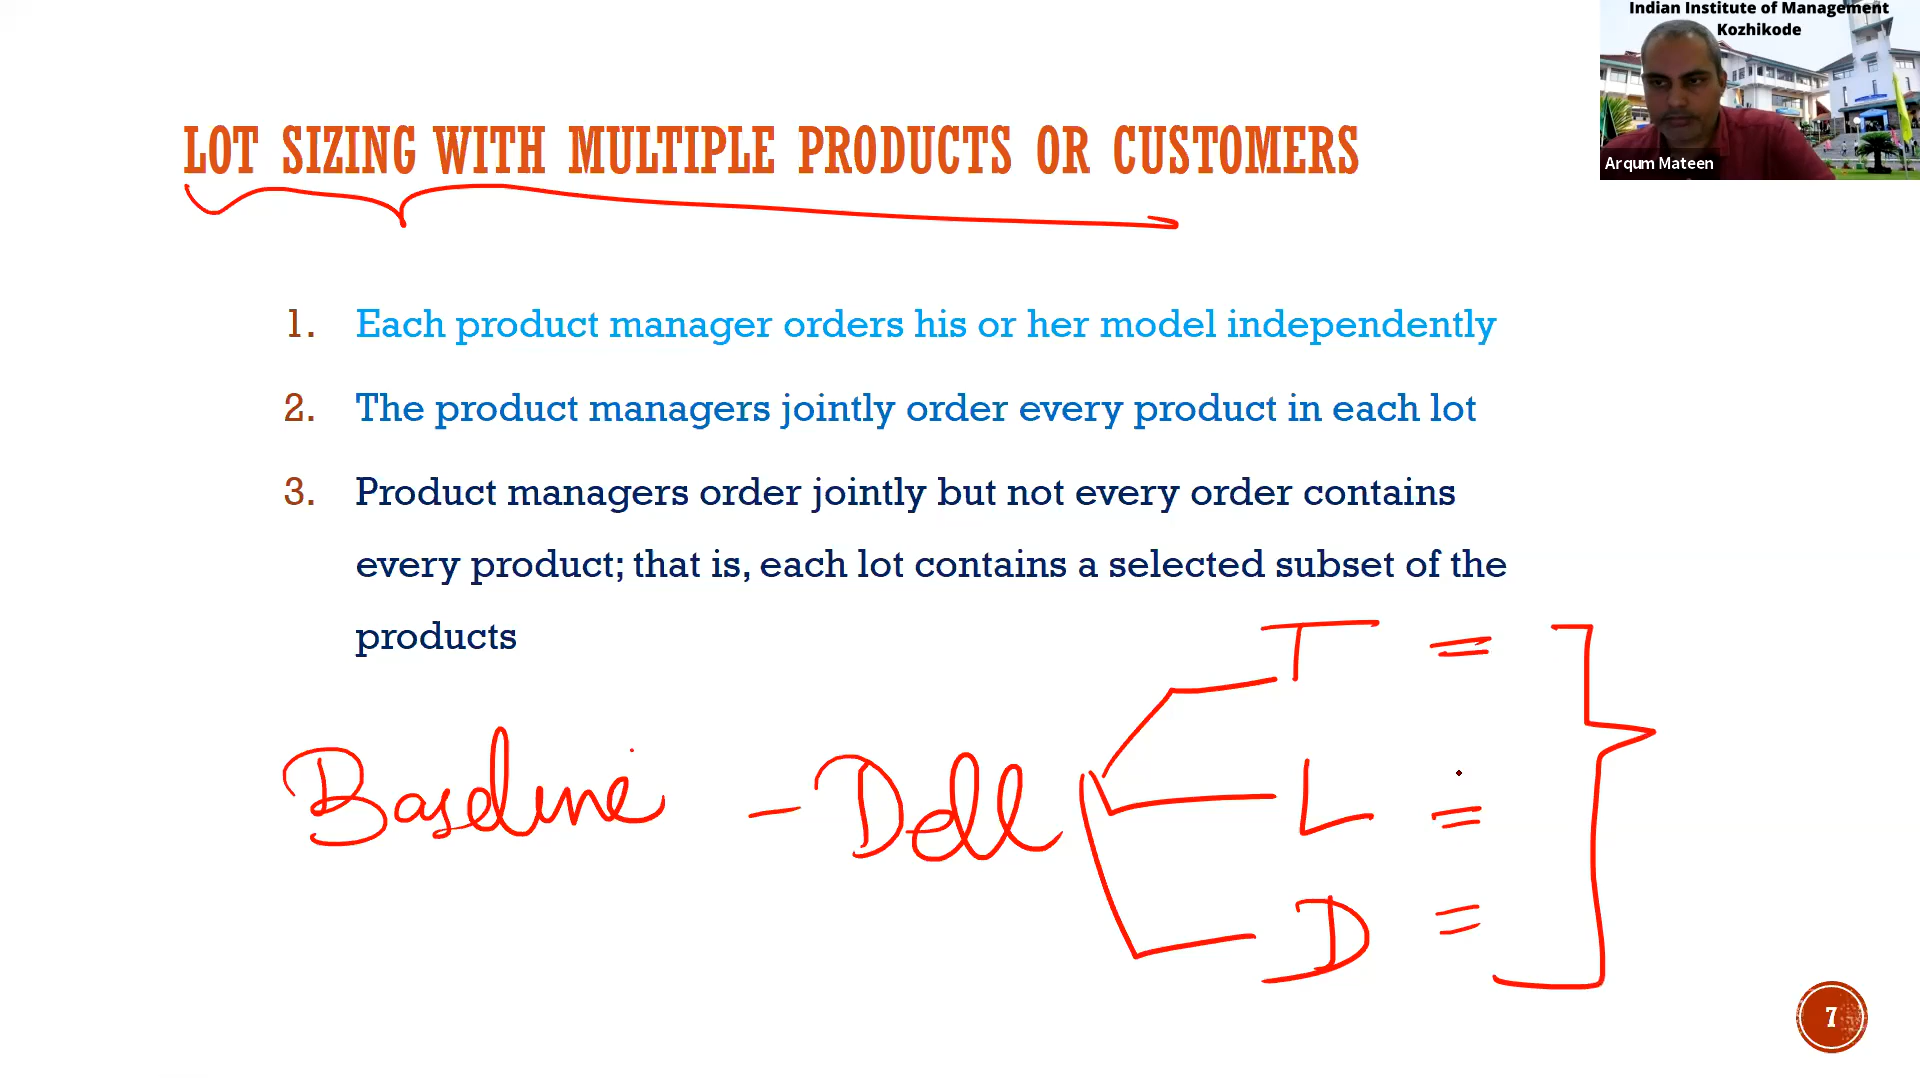 Indian Institute of Management
Kozhikode
Arqum Mateen
LOT SIZING WITH MULTIPLE PRODUCTS OR CUSTOMERS
1. Each product manager orders his or her model independently
2. The product managers jointly order every product in each lot
3. Product managers order jointly but not every order contains
every product; that is, each lot contains a selected subset of the
products
T =
Baseline - Dell L =
D =
7